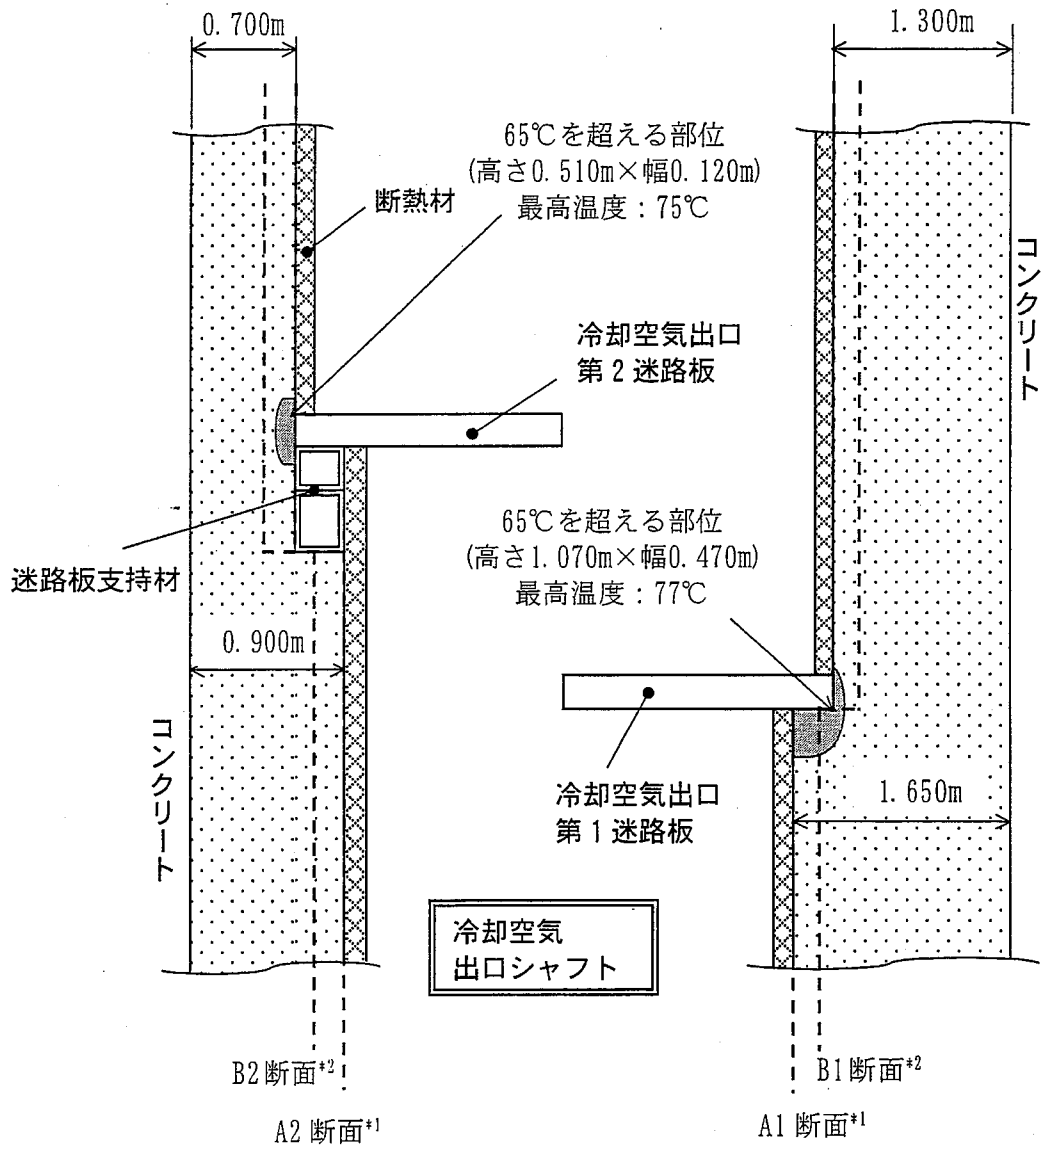 0.700m
1.300m
65℃を超える部位
(高さ0.510m×幅0.120m)
最高温度：75℃
断熱材
コンクリート
冷却空気出口
第2迷路板
65℃を超える部位
(高さ1.070m×幅0.470m)
最高温度：77℃
迷路板支持材
0.900m
コンクリート
冷却空気出口
第1迷路板
1.650m
冷却空気
出口シャフト
B2断面*2
B1断面*2
A2断面*1
A1断面*1